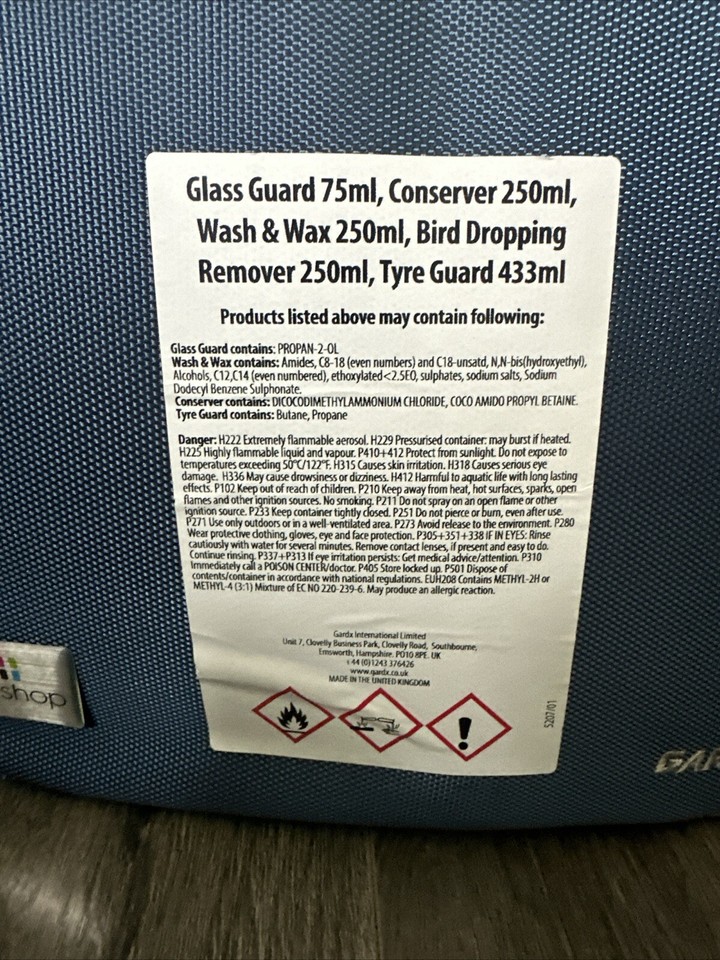 Glass Guard 75ml, Conserver 250ml,
Wash & Wax 250ml, Bird Dropping
Remover 250ml, Tyre Guard 433ml
Products listed above may contain following:
Glass Guard contains: PROPAN-2-OL
Wash & Wax contains: Amides, C8-18 (even numbers) and C18-unsatd, N,N-bis(hydroxyethyl),
Alcohols, C12,C14 (even numbered), ethoxylated<2.5EO, sulphates, sodium salts, Sodium
Dodecyl Benzene Sulphonate.
Conserver contains: DICOCODIMETHYLAMMONIUM CHLORIDE, COCO AMIDO PROPYL BETAINE.
Tyre Guard contains: Butane, Propane
Danger: H222 Extremely flammable aerosol. H229 Pressurised container: may burst if heated.
H225 Highly flammable liquid and vapour. P410+412 Protect from sunlight. Do not expose to
temperatures exceeding 50°C/122°F. H315 Causes skin irritation. H318 Causes serious eye
damage. H336 May cause drowsiness or dizziness. H412 Harmful to aquatic life with long lasting
effects. P102 Keep out of reach of children. P210 Keep away from heat, hot surfaces, sparks, open
flames and other ignition sources. No smoking. P211 Do not spray on an open flame or other
ignition source. P233 Keep container tightly closed. P251 Do not pierce or burn, even after use.
P271 Use only outdoors or in a well-ventilated area. P273 Avoid release to the environment. P280
Wear protective clothing, gloves, eye and face protection. P305+351+338 IF IN EYES: Rinse
cautiously with water for several minutes. Remove contact lenses, if present and easy to do.
Continue rinsing. P337+P313 If eye irritation persists: Get medical advice/attention. P310
Immediately call a POISON CENTER/doctor. P405 Store locked up. P501 Dispose of
contents/container in accordance with national regulations. EUH208 Contains METHYL-2H or
METHYL-4 (3:1) Mixture of EC NO 220-239-6. May produce an allergic reaction.
Gardx International Limited
Unit 7, Clovelly Business Park, Clovelly Road, Southbourne,
Emsworth, Hampshire. PO10 8PE. UK
+44 (0)1243 376426
www.gardx.co.uk
MADE IN THE UNITED KINGDOM
S207/01
shop
GAR